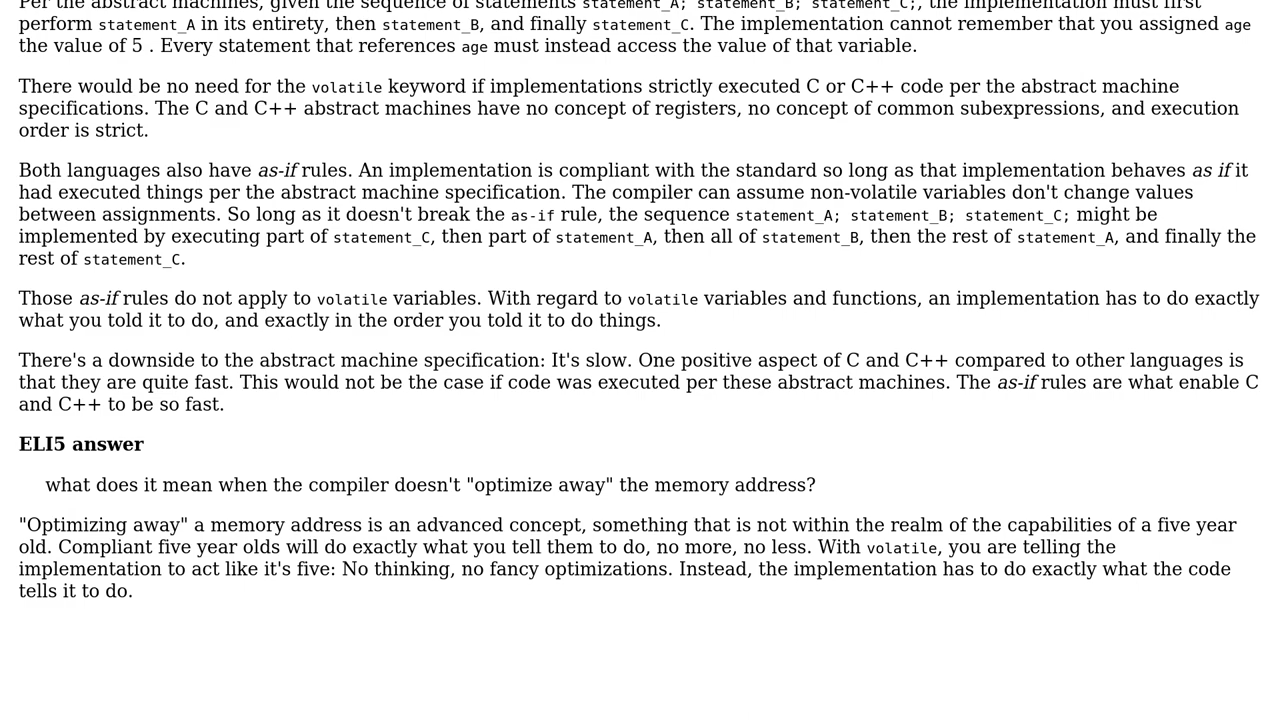 Per the abstract machines, given the sequence of statements statement_A; statement_B; statement_C;, the implementation must first
perform statement_A in its entirety, then statement_B, and finally statement_C. The implementation cannot remember that you assigned age
the value of 5 . Every statement that references age must instead access the value of that variable.
There would be no need for the volatile keyword if implementations strictly executed C or C++ code per the abstract machine
specifications. The C and C++ abstract machines have no concept of registers, no concept of common subexpressions, and execution
order is strict.
Both languages also have as-if rules. An implementation is compliant with the standard so long as that implementation behaves as if it
had executed things per the abstract machine specification. The compiler can assume non-volatile variables don't change values
between assignments. So long as it doesn't break the as-if rule, the sequence statement_A; statement_B; statement_C; might be
implemented by executing part of statement_C, then part of statement_A, then all of statement_B, then the rest of statement_A, and finally the
rest of statement_C.
Those as-if rules do not apply to volatile variables. With regard to volatile variables and functions, an implementation has to do exactly
what you told it to do, and exactly in the order you told it to do things.
There's a downside to the abstract machine specification: It's slow. One positive aspect of C and C++ compared to other languages is
that they are quite fast. This would not be the case if code was executed per these abstract machines. The as-if rules are what enable C
and C++ to be so fast.
ELI5 answer
what does it mean when the compiler doesn't "optimize away" the memory address?
"Optimizing away" a memory address is an advanced concept, something that is not within the realm of the capabilities of a five year
old. Compliant five year olds will do exactly what you tell them to do, no more, no less. With volatile, you are telling the
implementation to act like it's five: No thinking, no fancy optimizations. Instead, the implementation has to do exactly what the code
tells it to do.